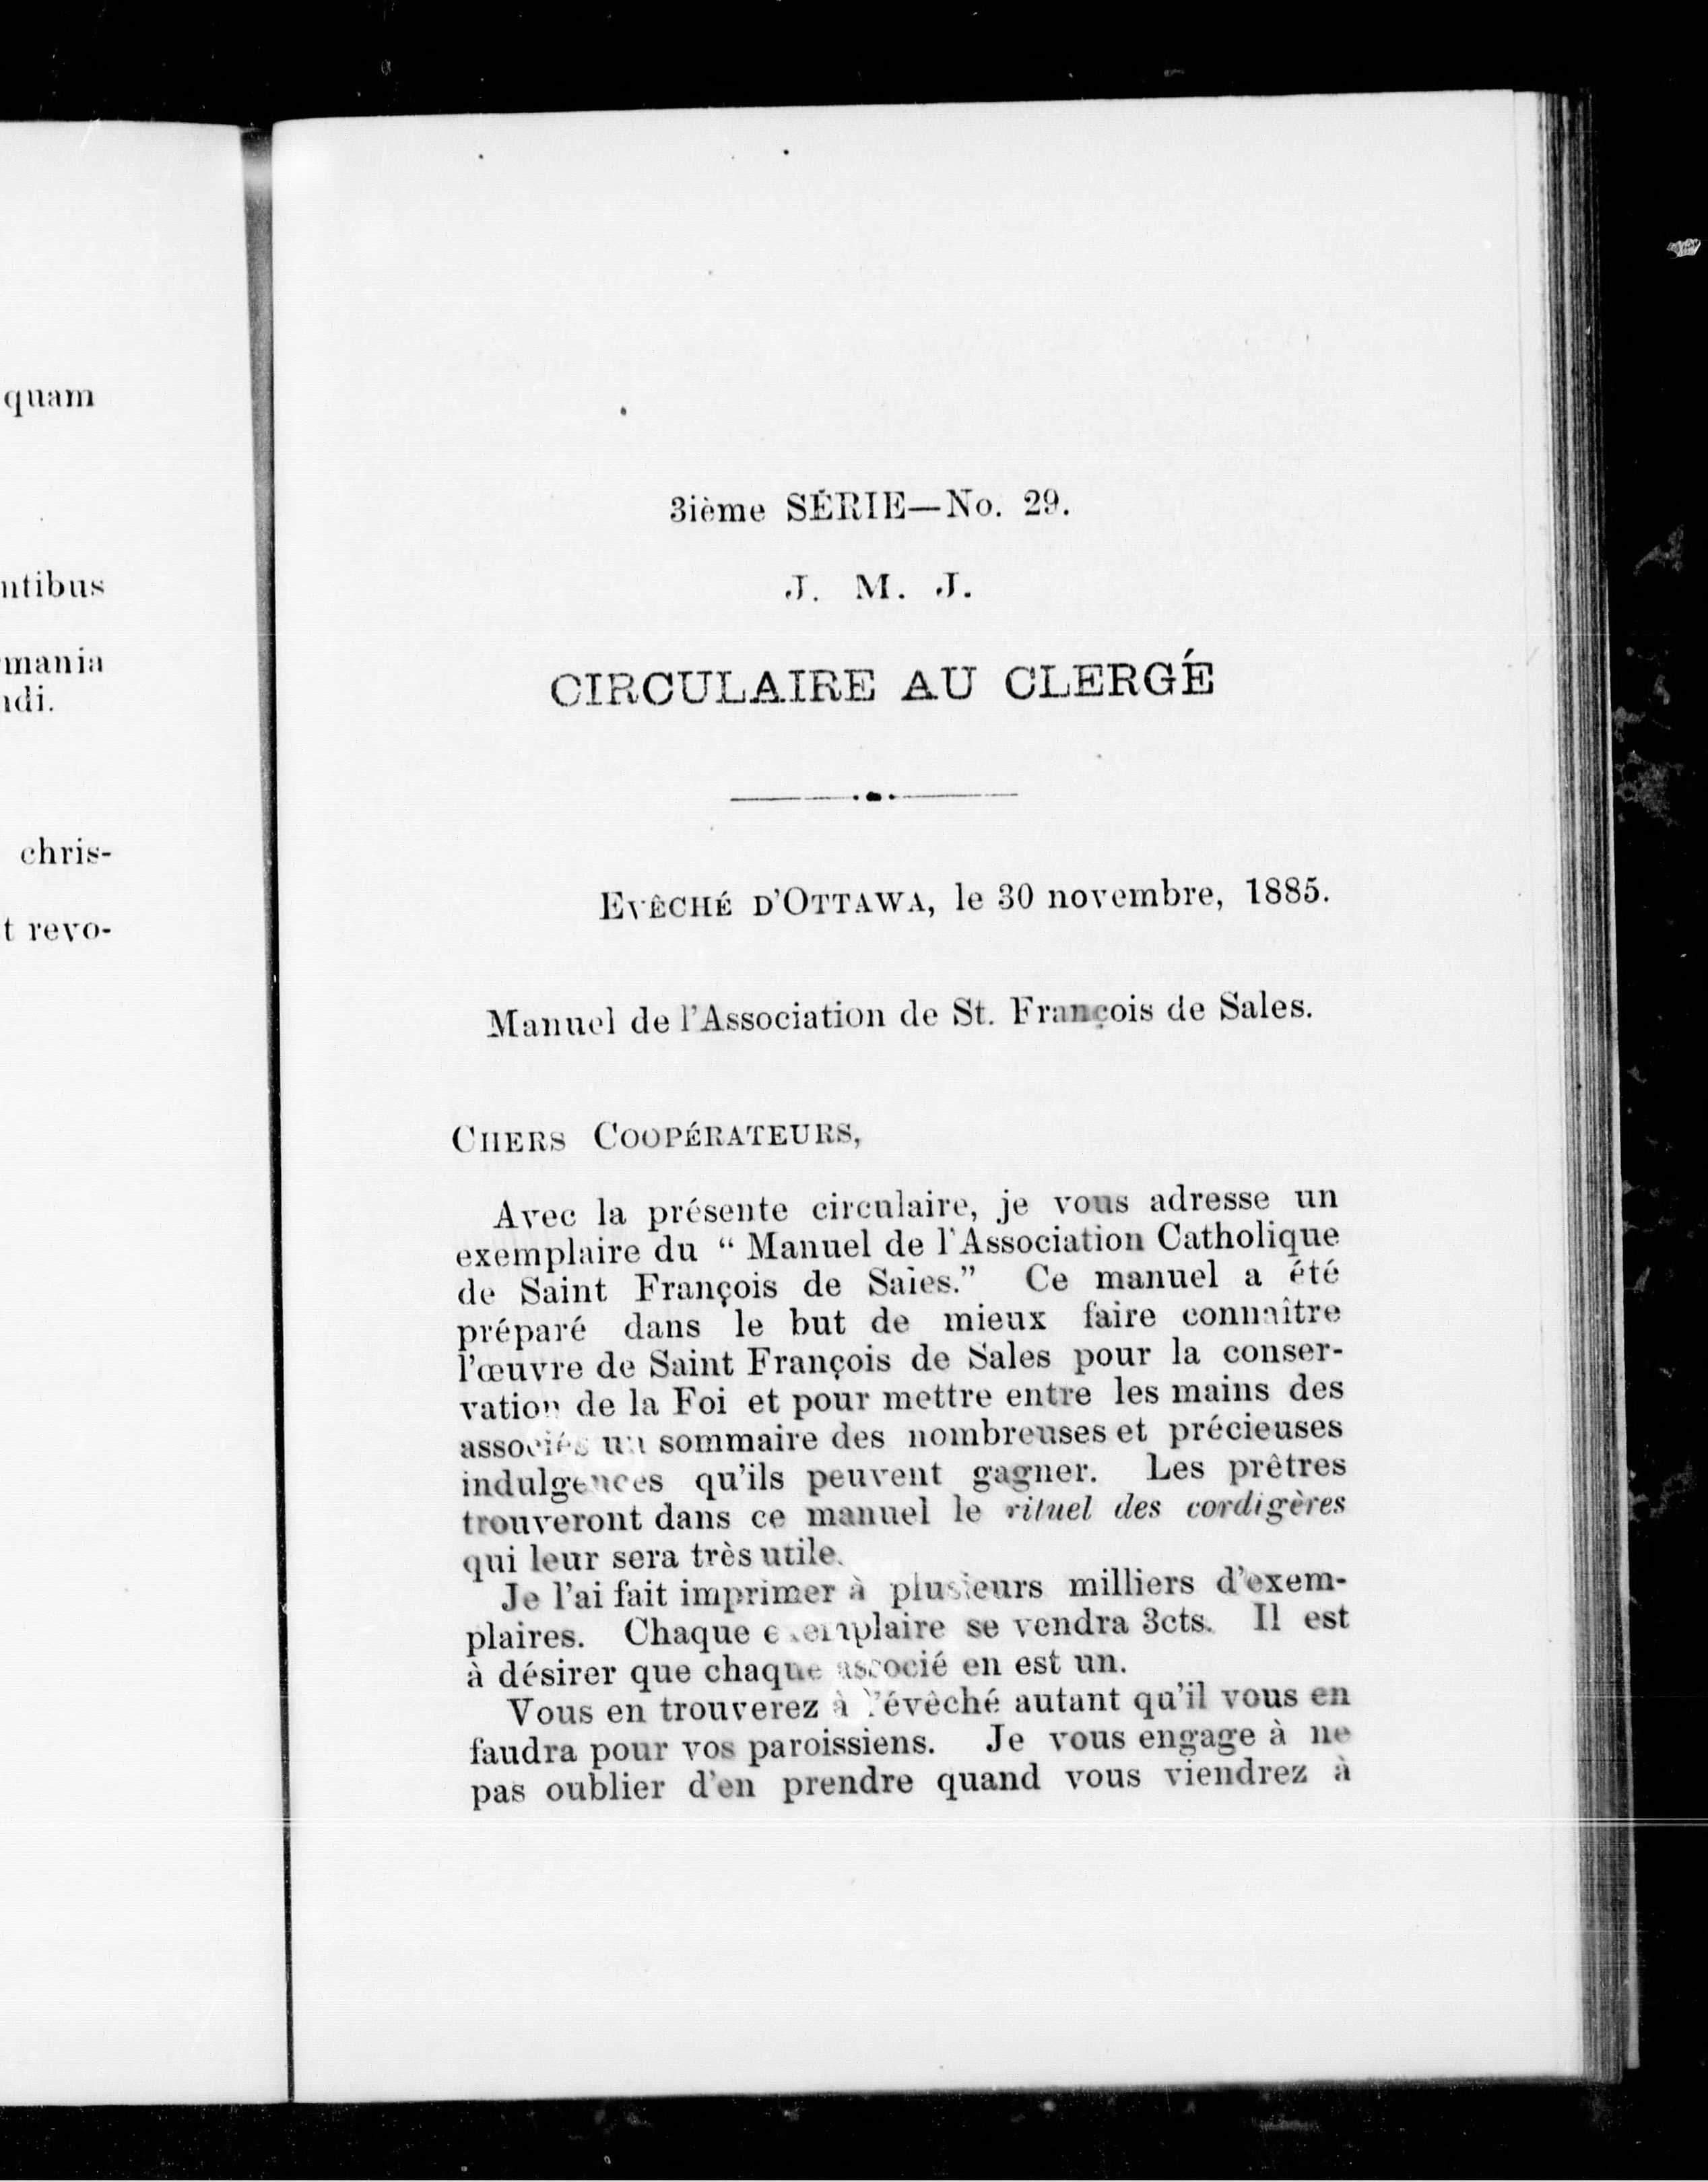 quam
ntibus
mania
ndi.
chris-
t revo-
3ième SÉRIE—No. 29.
J. M. J.
CIRCULAIRE AU CLERGÉ
EVÊCHÉ D'OTTAWA, le 30 novembre, 1885.
Manuel de l'Association de St. François de Sales.
CHERS COOPÉRATEURS,
Avec la présente circulaire, je vous adresse un
exemplaire du “ Manuel de l'Association Catholique
de Saint François de Sales.” Ce manuel a été
préparé dans le but de mieux faire connaître
l'œuvre de Saint François de Sales pour la conser-
vation de la Foi et pour mettre entre les mains des
associés un sommaire des nombreuses et précieuses
indulgences qu'ils peuvent gagner. Les prêtres
trouveront dans ce manuel le rituel des cordigères
qui leur sera très utile.
Je l'ai fait imprimer à plusieurs milliers d'exem-
plaires. Chaque exemplaire se vendra 3cts. Il est
à désirer que chaque associé en est un.
Vous en trouverez à l'évêché autant qu'il vous en
faudra pour vos paroissiens. Je vous engage à ne
pas oublier d'en prendre quand vous viendrez à